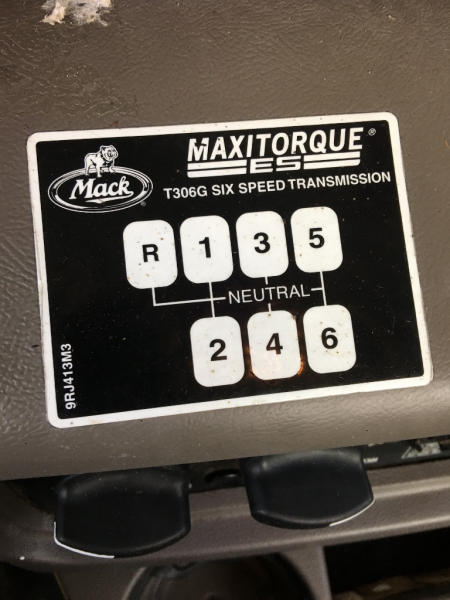 Mack
MAXITORQUE®
ES
T306G SIX SPEED TRANSMISSION
R 1 3 5
NEUTRAL
2 4 6
9RJ413M3